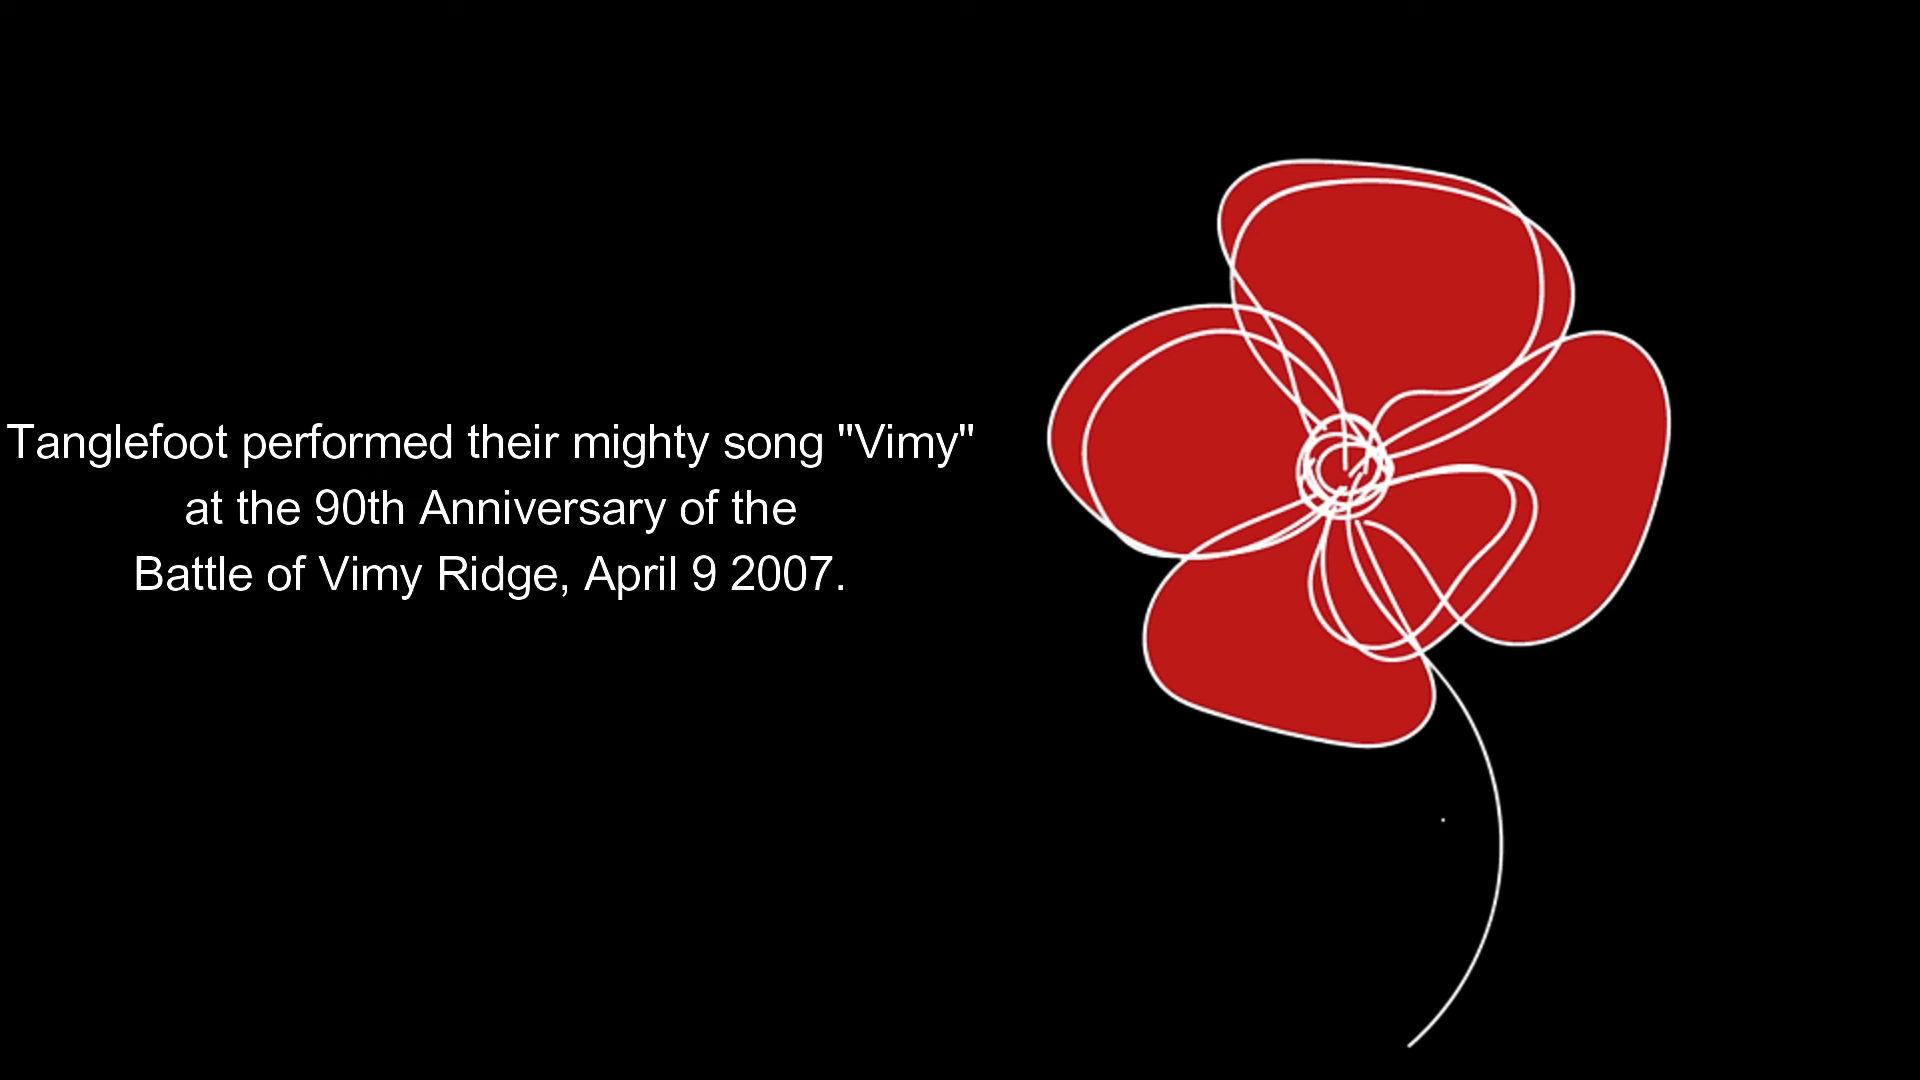 Tanglefoot performed their mighty song "Vimy"
at the 90th Anniversary of the
Battle of Vimy Ridge, April 9 2007.